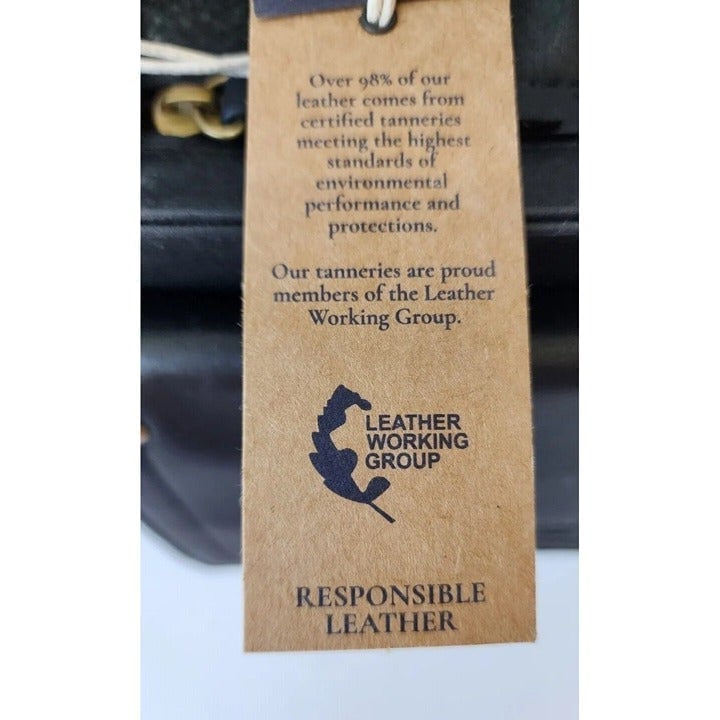 Over 98% of our
leather comes from
certified tanneries
meeting the highest
standards of
environmental
performance and
protections.
Our tanneries are proud
members of the Leather
Working Group.
LEATHER
WORKING
GROUP
RESPONSIBLE
LEATHER